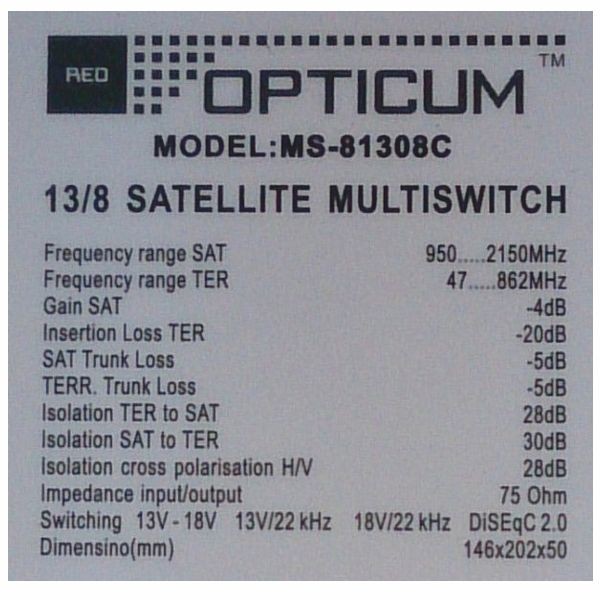 RED OPTICUM™
MODEL:MS-81308C
13/8 SATELLITE MULTISWITCH
Frequency range SAT 950.....2150MHz
Frequency range TER 47.....862MHz
Gain SAT -4dB
Insertion Loss TER -20dB
SAT Trunk Loss -5dB
TERR. Trunk Loss -5dB
Isolation TER to SAT 28dB
Isolation SAT to TER 30dB
Isolation cross polarisation H/V 28dB
Impedance input/output 75 Ohm
Switching 13V-18V 13V/22 kHz 18V/22 kHz DiSEqC 2.0
Dimensino(mm) 146x202x50